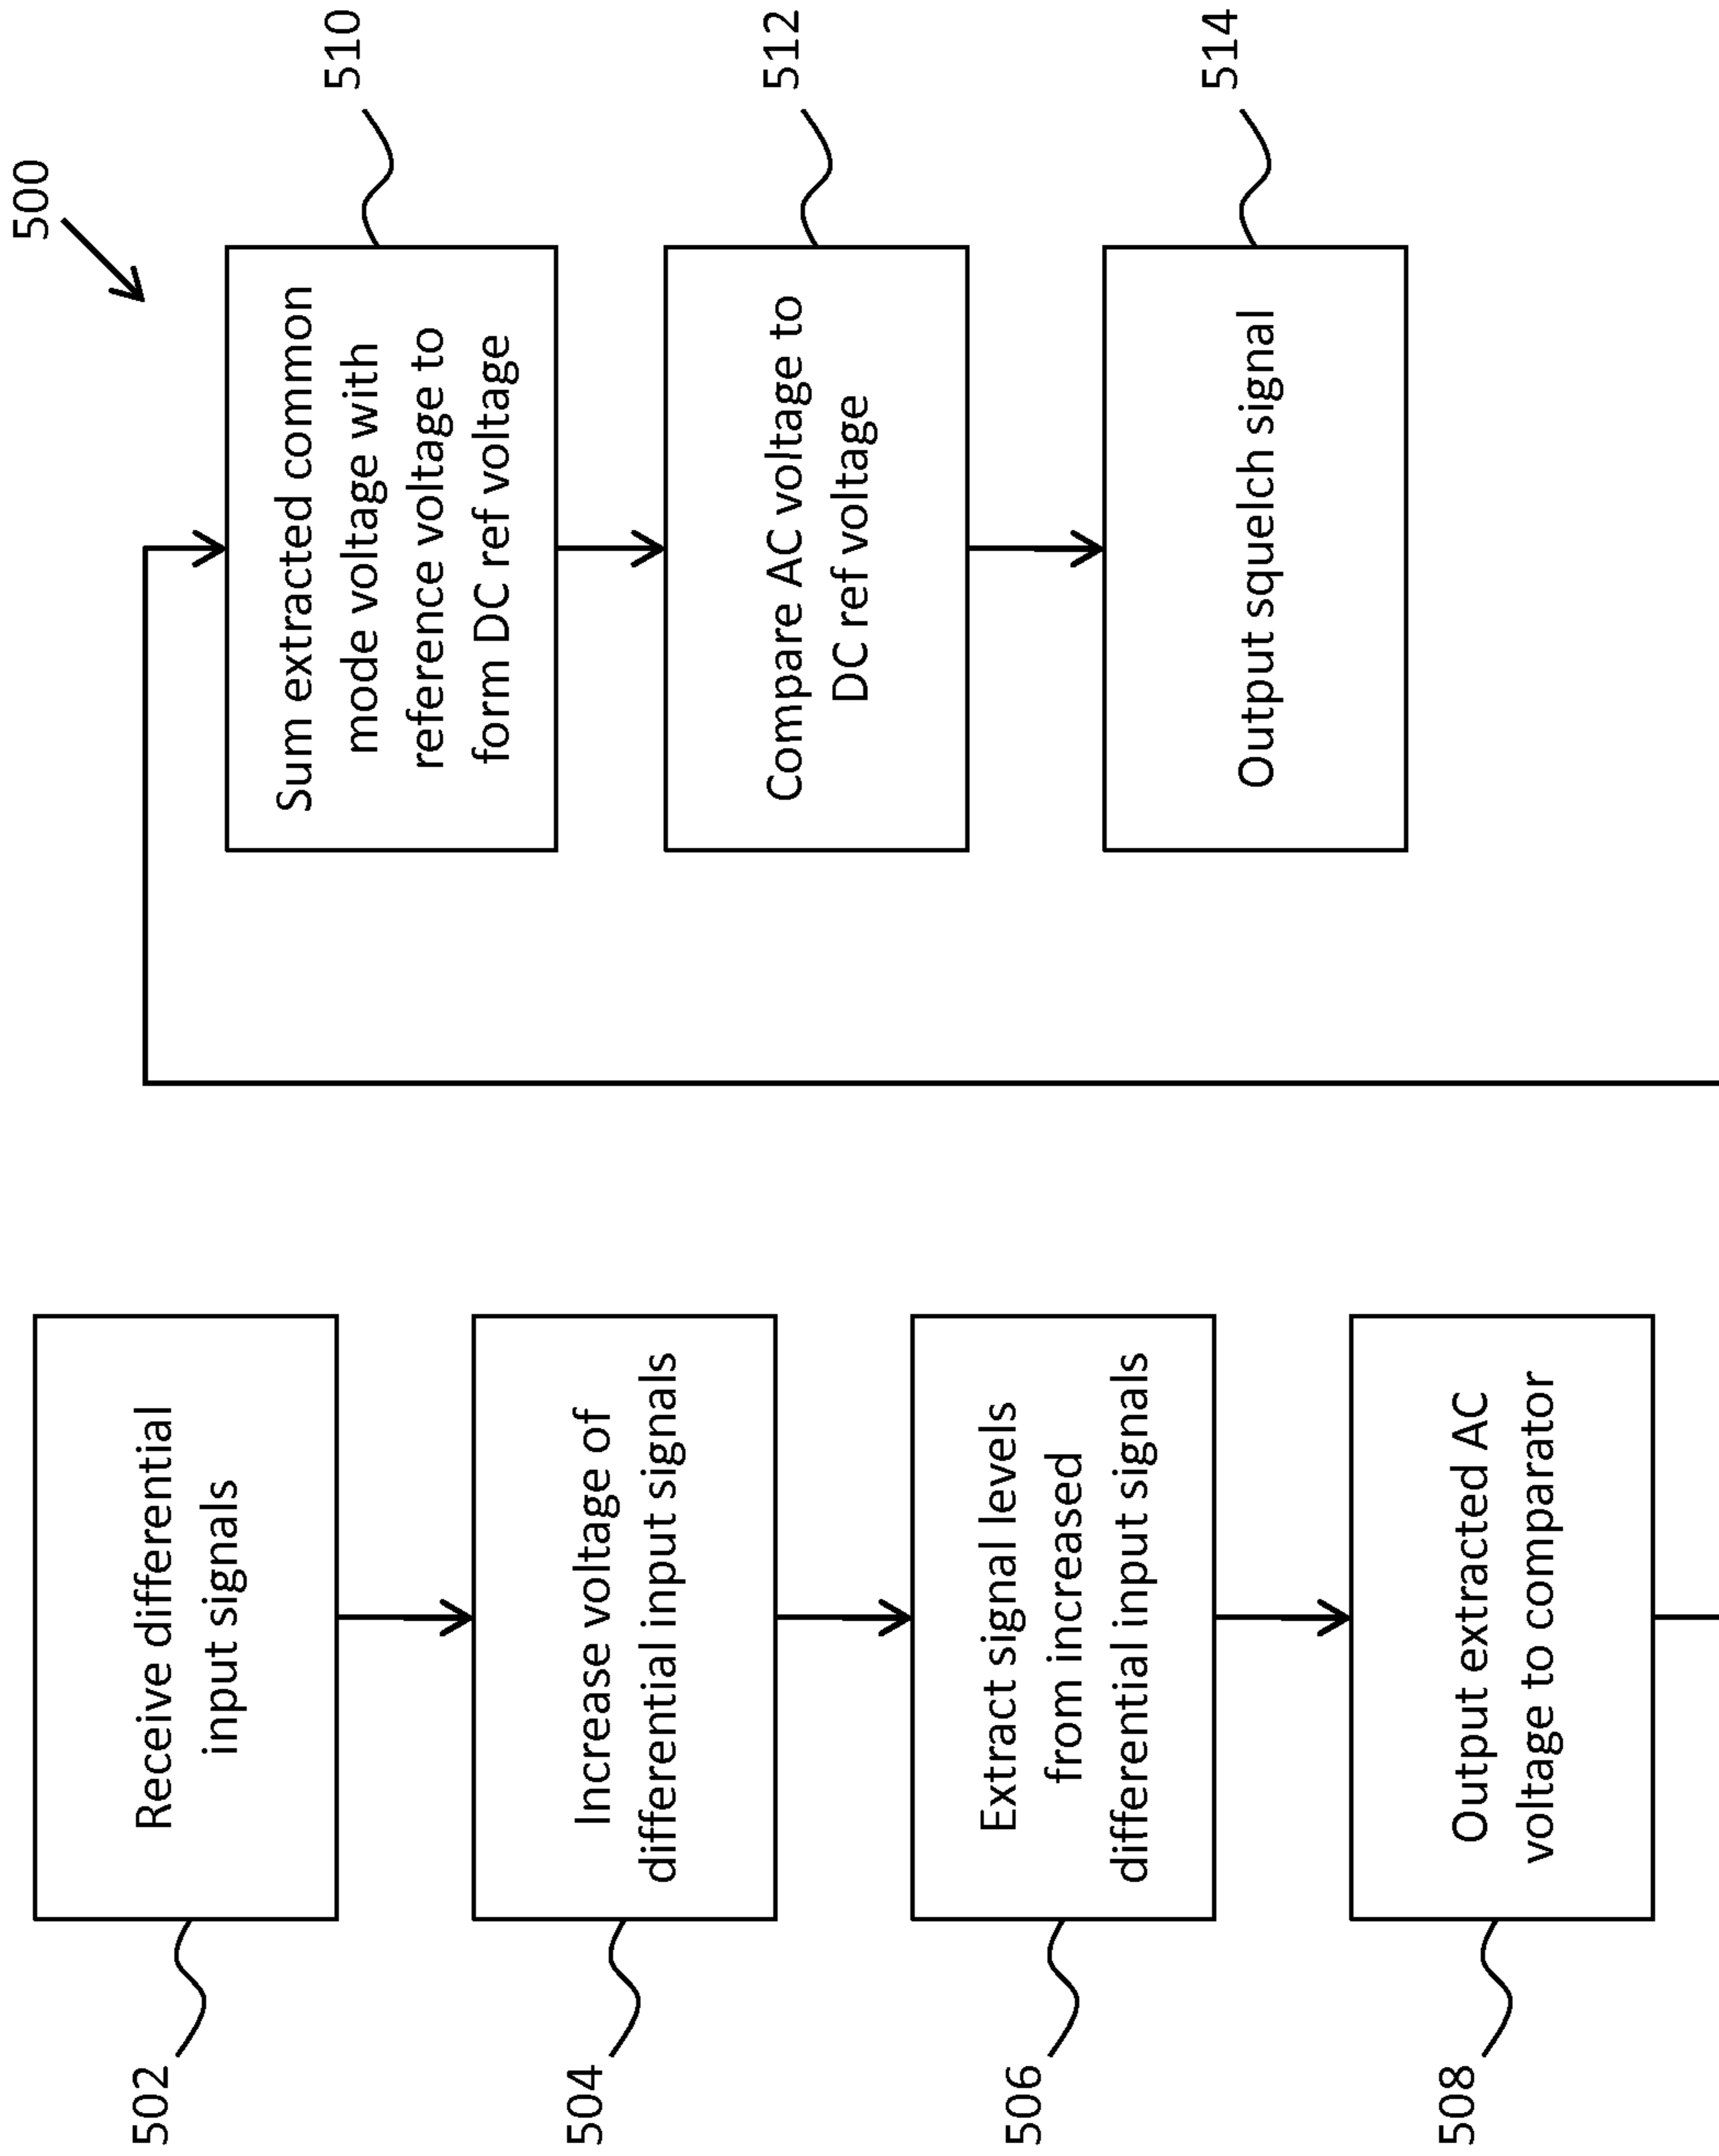 500
502
Receive differential
input signals
504
Increase voltage of
differential input signals
506
Extract signal levels
from increased
differential input signals
508
Output extracted AC
voltage to comparator
510
Sum extracted common
mode voltage with
reference voltage to
form DC ref voltage
512
Compare AC voltage to
DC ref voltage
514
Output squelch signal